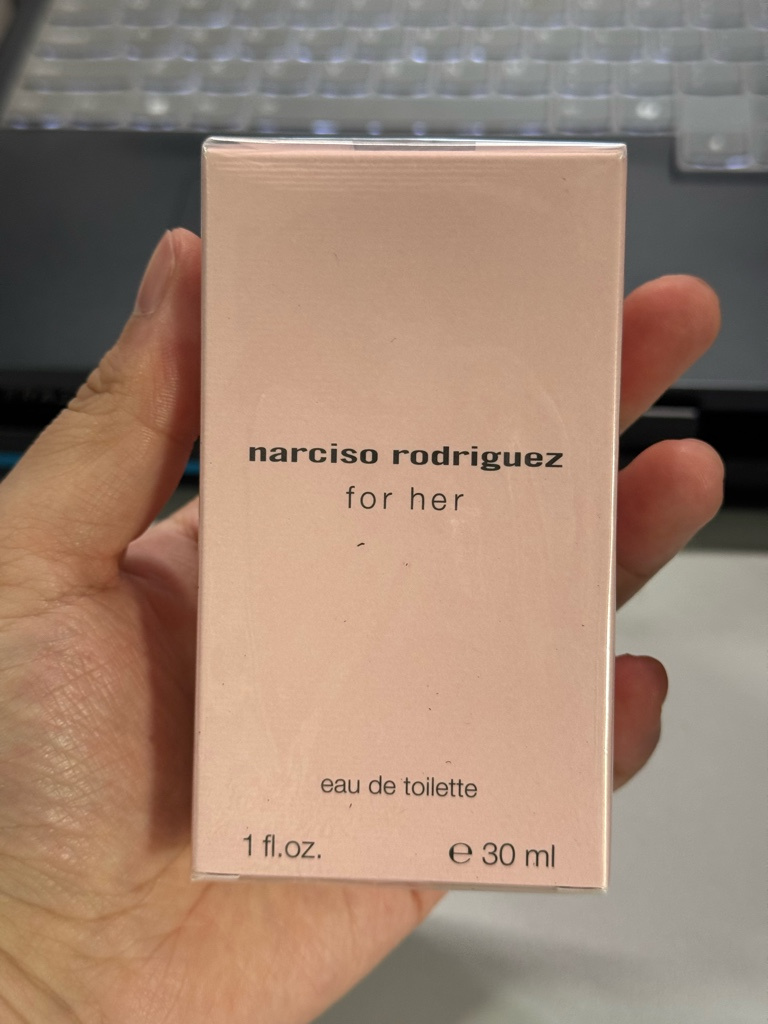 narciso rodriguez
for her
eau de toilette
1 fl.oz. ℮ 30 ml